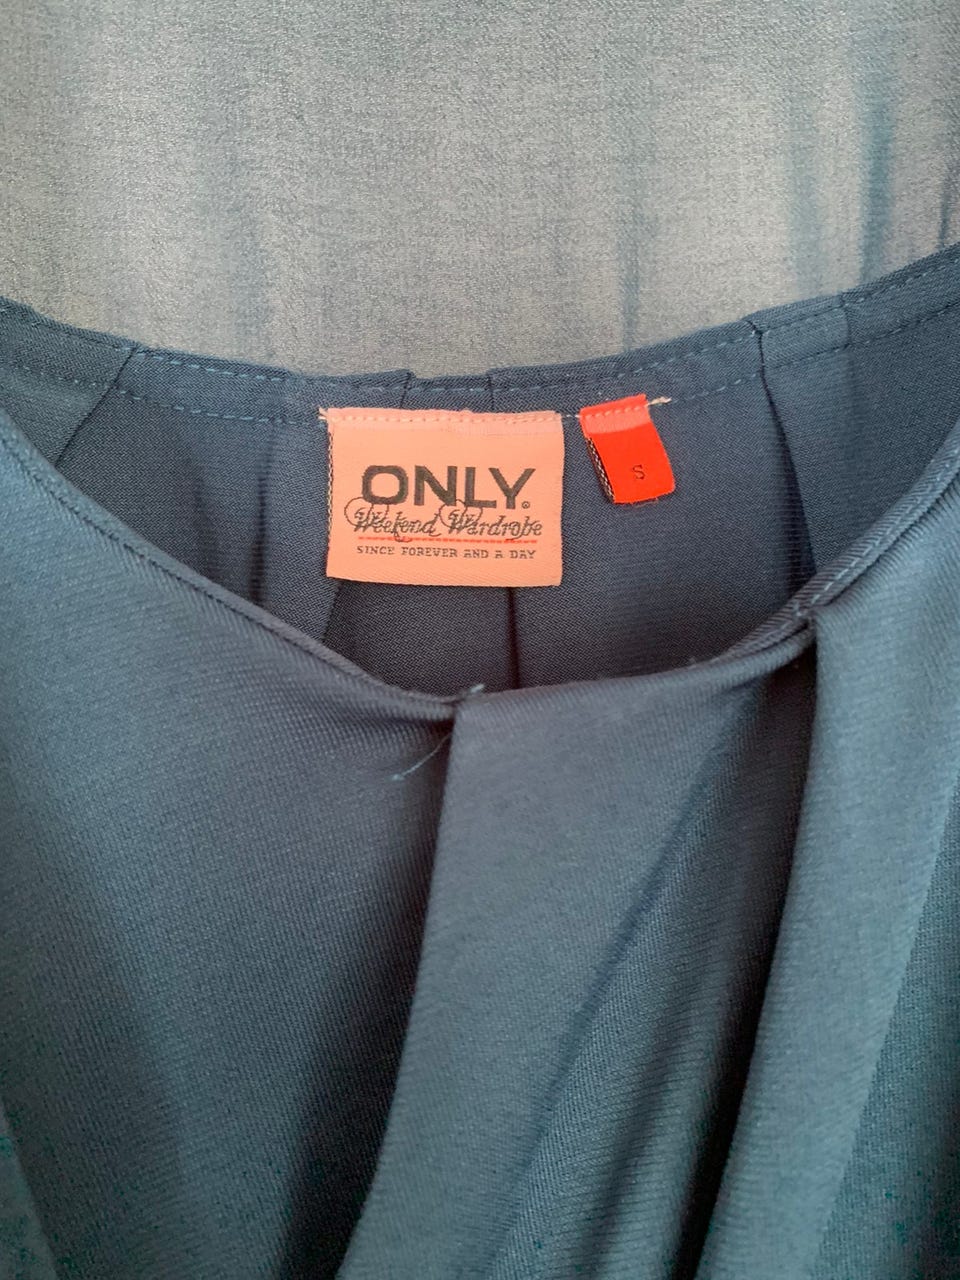 ONLY®
Weekend Wardrobe
SINCE FOREVER AND A DAY
S